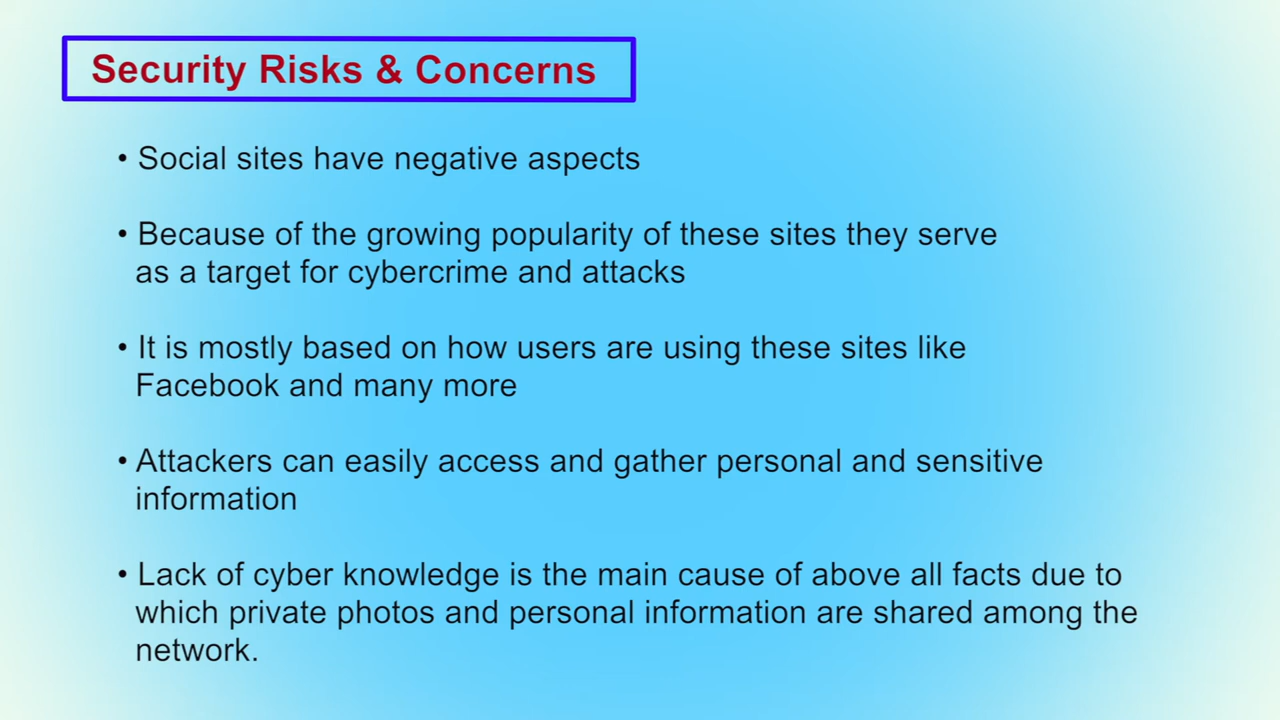 Security Risks & Concerns
• Social sites have negative aspects
• Because of the growing popularity of these sites they serve
as a target for cybercrime and attacks
• It is mostly based on how users are using these sites like
Facebook and many more
• Attackers can easily access and gather personal and sensitive
information
• Lack of cyber knowledge is the main cause of above all facts due to
which private photos and personal information are shared among the
network.